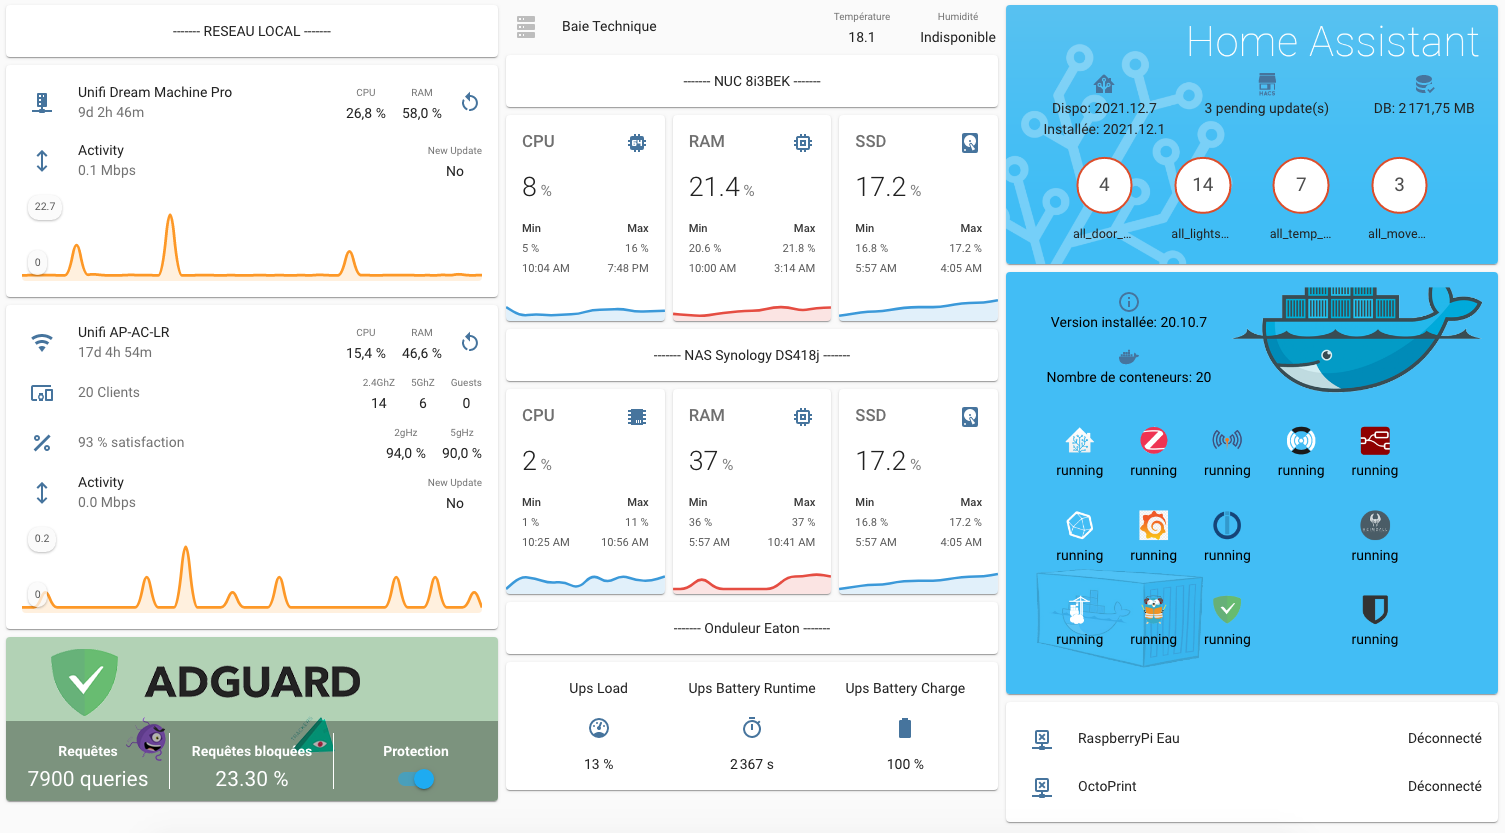 ------- RESEAU LOCAL -------
Unifi Dream Machine Pro
9d 2h 46m
CPU
26,8 %
RAM
58,0 %
Activity
0.1 Mbps
New Update
No
22.7
0
Unifi AP-AC-LR
17d 4h 54m
CPU
15,4 %
RAM
46,6 %
20 Clients
2.4GhZ
14
5GhZ
6
Guests
0
93 % satisfaction
2gHz
94,0 %
5gHz
90,0 %
Activity
0.0 Mbps
New Update
No
0.2
0
ADGUARD
Requêtes
7900 queries
Requêtes bloquées
23.30 %
Protection
Baie Technique
Température
18.1
Humidité
Indisponible
------- NUC 8i3BEK -------
CPU
64
8 %
Min Max
5 % 16 %
10:04 AM 7:48 PM
RAM
21.4 %
Min Max
20.6 % 21.8 %
10:00 AM 3:14 AM
SSD
17.2 %
Min Max
16.8 % 17.2 %
5:57 AM 4:05 AM
------- NAS Synology DS418j -------
CPU
2 %
Min Max
1 % 11 %
10:25 AM 10:56 AM
RAM
37 %
Min Max
36 % 37 %
5:57 AM 10:41 AM
SSD
17.2 %
Min Max
16.8 % 17.2 %
5:57 AM 4:05 AM
------- Onduleur Eaton -------
Ups Load
13 %
Ups Battery Runtime
2 367 s
Ups Battery Charge
100 %
Home Assistant
Dispo: 2021.12.7
Installée: 2021.12.1
HACS
3 pending update(s)
DB: 2 171,75 MB
4 14 7 3
all_door_... all_lights... all_temp_... all_move...
Version installée: 20.10.7
Nombre de conteneurs: 20
running running running running running
HEIMDALL
running running running running
running running running running
RaspberryPi Eau Déconnecté
OctoPrint Déconnecté